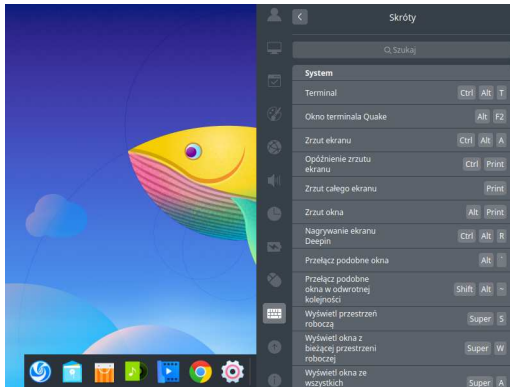 Skróty
Szukaj
System
Terminal Ctrl Alt T
Okno terminala Quake Alt F2
Zrzut ekranu Ctrl Alt A
Opóźnienie zrzutu
ekranu Ctrl Print
Zrzut całego ekranu Print
Zrzut okna Alt Print
Nagrywanie ekranu
Deepin Ctrl Alt R
Przełącz podobne okna Alt `
Przełącz podobne
okna w odwrotnej
kolejności Shift Alt ~
Wyświetl przestrzeń
roboczą Super S
Wyświetl okna z
bieżącej przestrzeni
roboczej Super W
Wyświetl okna ze
wszystkich Super A